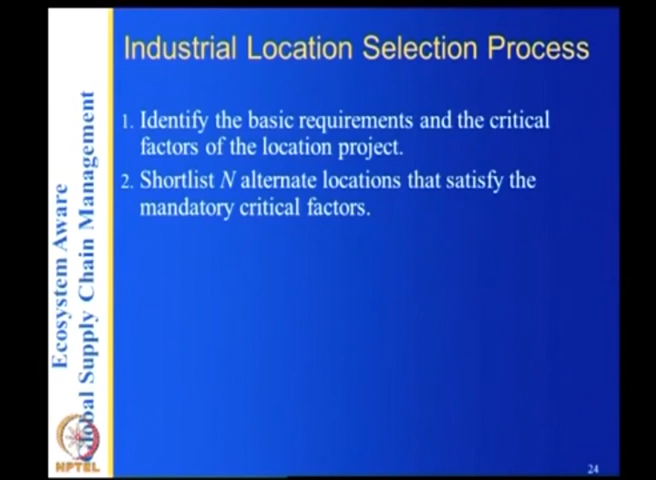 Industrial Location Selection Process
1. Identify the basic requirements and the critical
factors of the location project.
2. Shortlist N alternate locations that satisfy the
mandatory critical factors.
Ecosystem Aware
Global Supply Chain Management
NPTEL
24